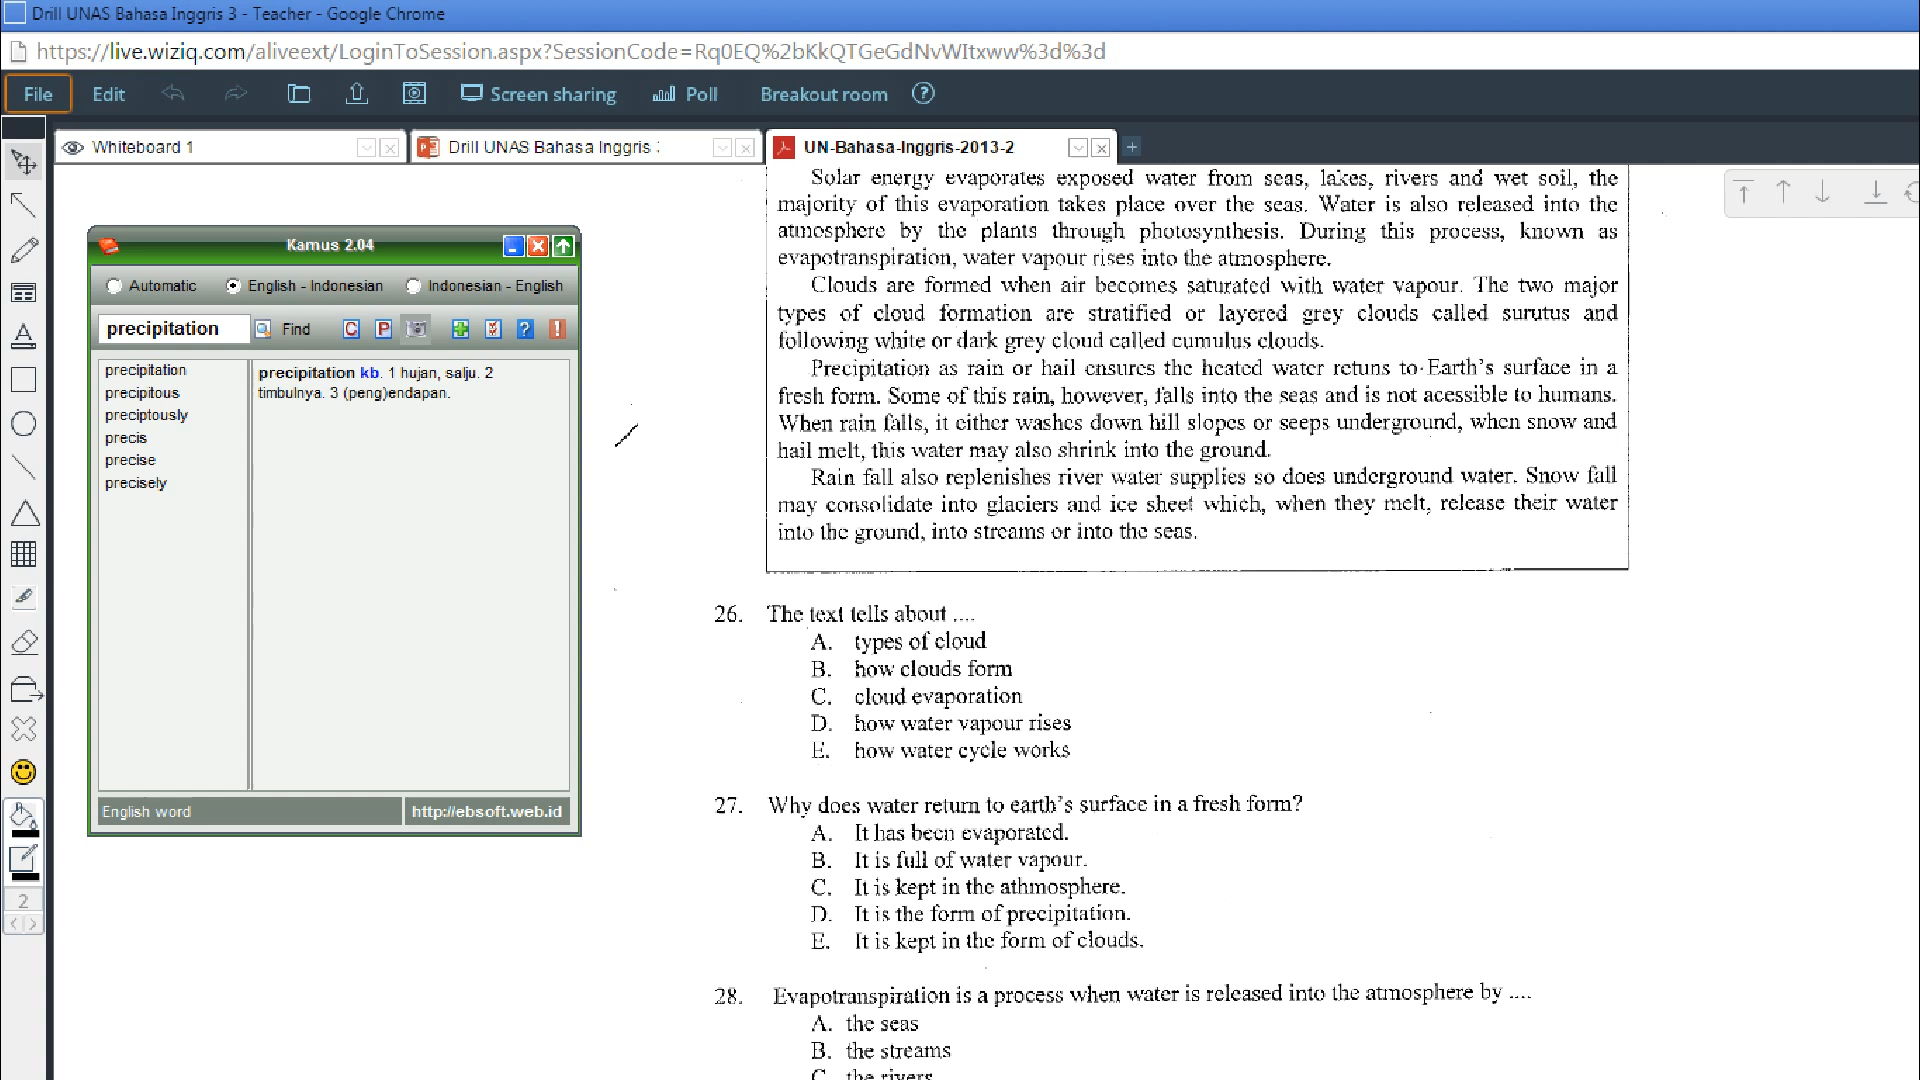 Drill UNAS Bahasa Inggris 3 - Teacher - Google Chrome
https://live.wiziq.com/aliveext/LoginToSession.aspx?SessionCode=Rq0EQ%2bKkQTGeGdNvWItxww%3d%3d
File Edit Screen sharing Poll Breakout room ?
Whiteboard 1
Drill UNAS Bahasa Inggris
UN-Bahasa-Inggris-2013-2
+
Kamus 2.04
Automatic English - Indonesian Indonesian - English
precipitation Find C P ? !
precipitation
precipitous
preciptously
precis
precise
precisely
precipitation kb. 1 hujan, salju. 2
timbulnya. 3 (peng)endapan.
English word http://ebsoft.web.id
2
Solar energy evaporates exposed water from seas, lakes, rivers and wet soil, the
majority of this evaporation takes place over the seas. Water is also released into the
atmosphere by the plants through photosynthesis. During this process, known as
evapotranspiration, water vapour rises into the atmosphere.
Clouds are formed when air becomes saturated with water vapour. The two major
types of cloud formation are stratified or layered grey clouds called surutus and
following white or dark grey cloud called cumulus clouds.
Precipitation as rain or hail ensures the heated water retuns to Earth's surface in a
fresh form. Some of this rain, however, falls into the seas and is not acessible to humans.
When rain falls, it either washes down hill slopes or seeps underground, when snow and
hail melt, this water may also shrink into the ground.
Rain fall also replenishes river water supplies so does underground water. Snow fall
may consolidate into glaciers and ice sheet which, when they melt, release their water
into the ground, into streams or into the seas.
26. The text tells about ....
A. types of cloud
B. how clouds form
C. cloud evaporation
D. how water vapour rises
E. how water cycle works
27. Why does water return to earth's surface in a fresh form?
A. It has been evaporated.
B. It is full of water vapour.
C. It is kept in the athmosphere.
D. It is the form of precipitation.
E. It is kept in the form of clouds.
28. Evapotranspiration is a process when water is released into the atmosphere by ....
A. the seas
B. the streams
C. the rivers